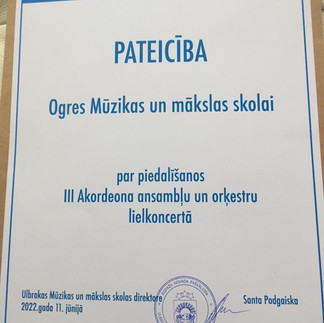 PATEICĪBA
Ogres Mūzikas un mākslas skolai
par piedalīšanos
III Akordeona ansambļu un orķestru
lielkoncertā
Ulbrokas Mūzikas un mākslas skolas direktore
Santa Podgaiska
2022.gada 11. jūnijā